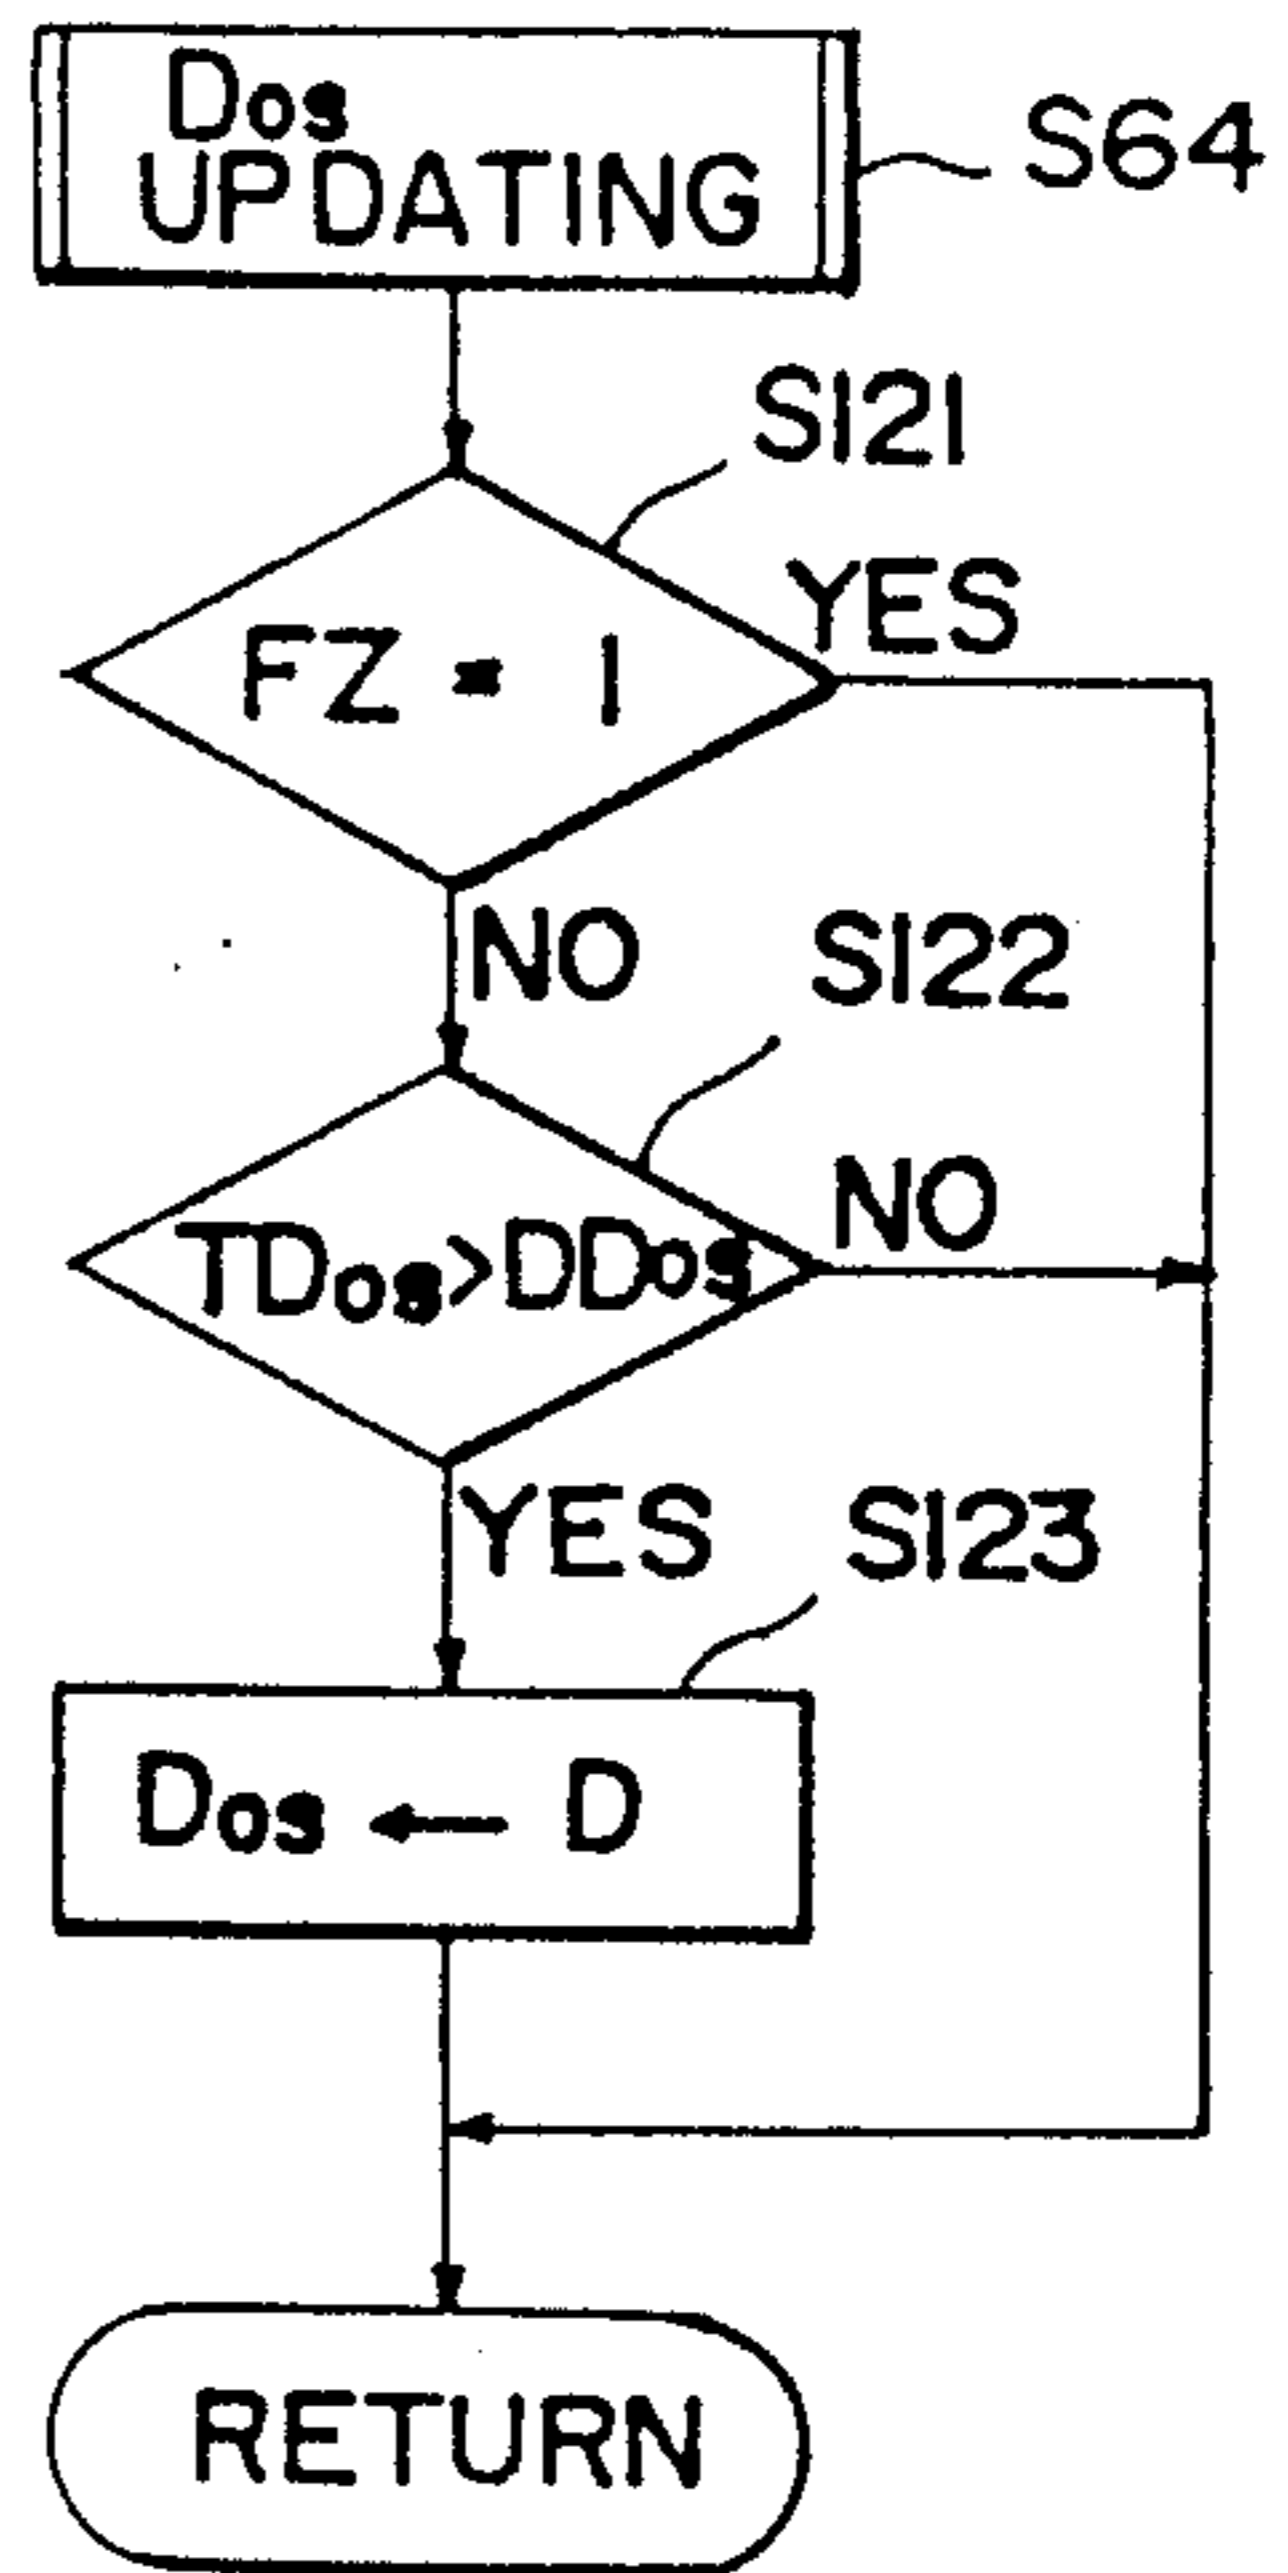 Dos
UPDATING
S64
S121
FZ = 1
YES
NO
S122
TDos>DDos
NO
YES
S123
Dos ← D
RETURN